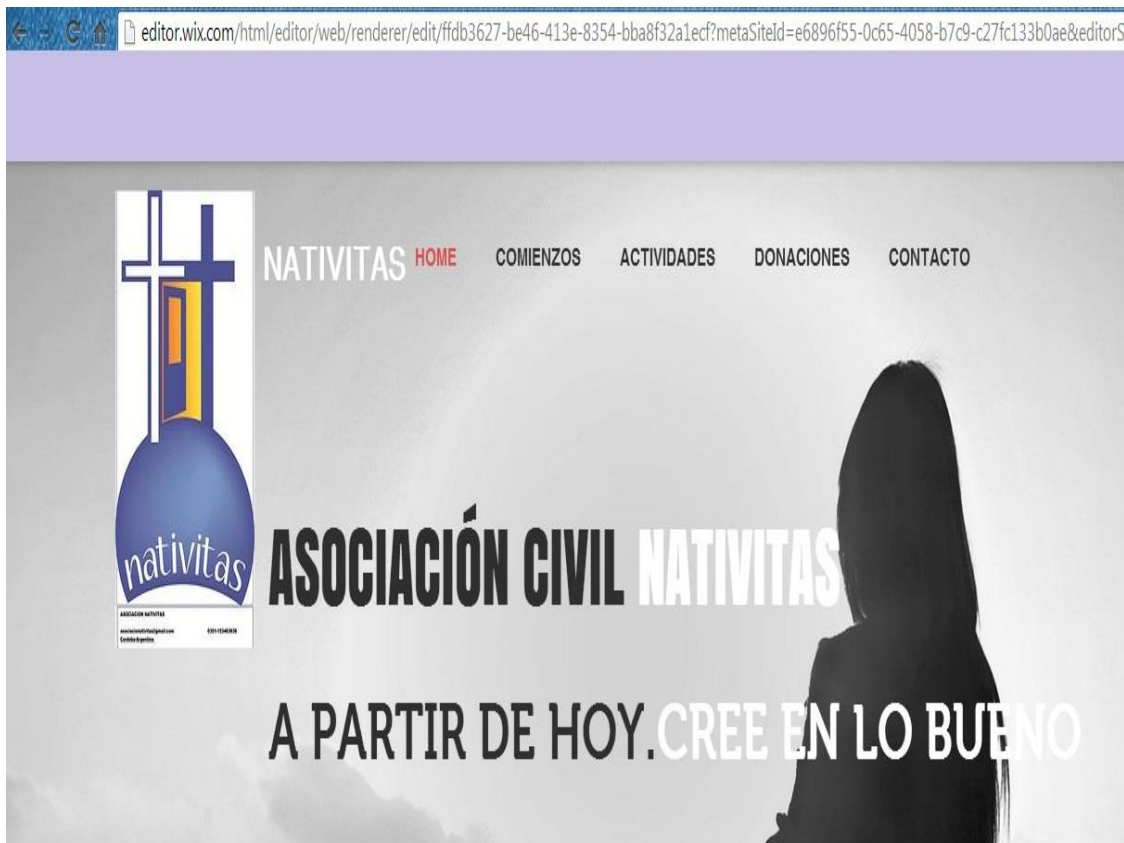 editor.wix.com/html/editor/web/renderer/edit/ffdb3627-be46-413e-8354-bba8f32a1ecf?metaSiteId=e6896f55-0c65-4058-b7c9-c27fc133b0ae&editorS
NATIVITAS HOME COMIENZOS ACTIVIDADES DONACIONES CONTACTO
nativitas
ASOCIACION NATIVITAS
Cordoba Argentina
ASOCIACIÓN CIVIL NATIVITAS
A PARTIR DE HOY.CREE EN LO BUENO